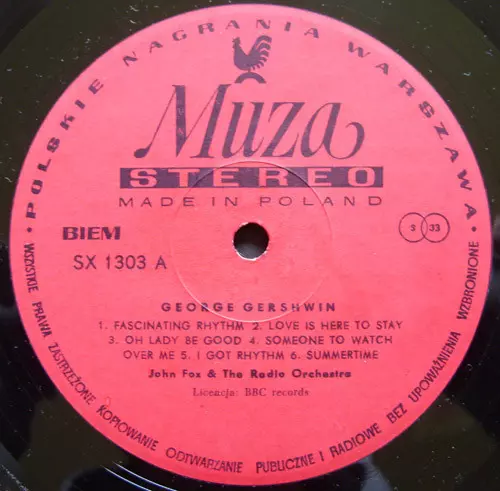 • POLSKIE NAGRANIA WARSZAWA •
Muza
STEREO
MADE IN POLAND
BIEM
S 33
SX 1303 A
GEORGE GERSHWIN
1. FASCINATING RHYTHM 2. LOVE IS HERE TO STAY
3. OH LADY BE GOOD 4. SOMEONE TO WATCH
OVER ME 5. I GOT RHYTHM 6. SUMMERTIME
John Fox & The Radio Orchestra
Licencja: BBC records
WSZYSTKIE PRAWA ZASTRZEŻONE KOPIOWANIE ODTWARZANIE PUBLICZNE I RADIOWE BEZ UPOWAŻNIENIA WZBRONIONE